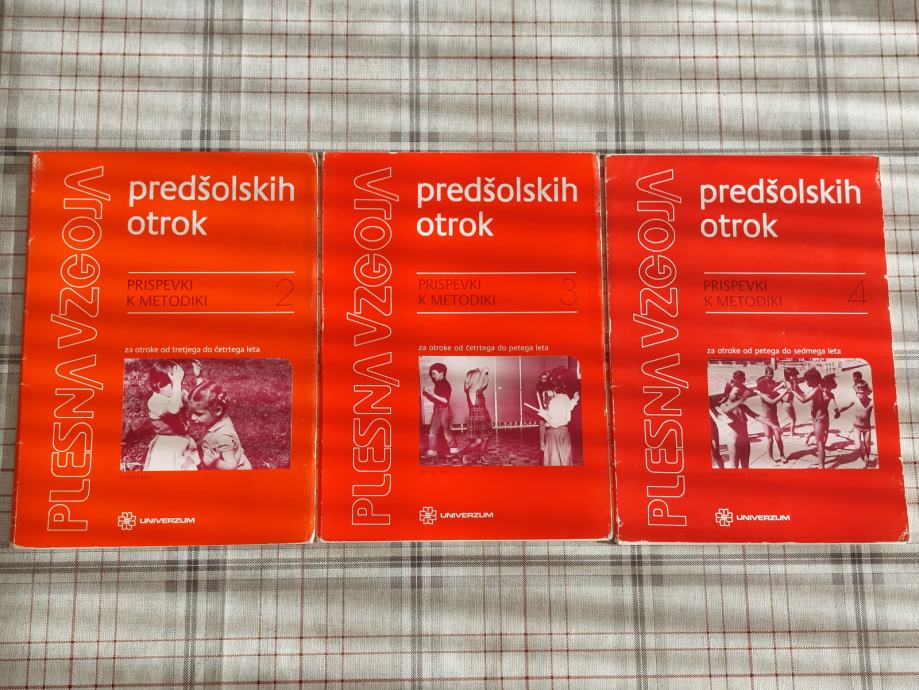 PLESNA VZGOJA
predšolskih
otrok
PRISPEVKI
K METODIKI
2
za otroke od tretjega do četrtega leta
UNIVERZUM
PLESNA VZGOJA
predšolskih
otrok
PRISPEVKI
K METODIKI
3
za otroke od četrtega do petega leta
UNIVERZUM
PLESNA VZGOJA
predšolskih
otrok
PRISPEVKI
K METODIKI
4
za otroke od petega do sedmega leta
UNIVERZUM